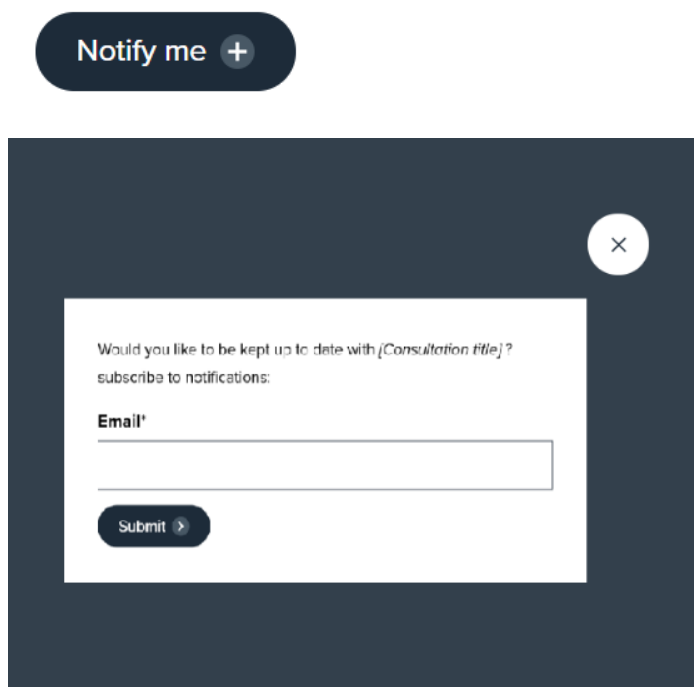 Notify me
Would you like to be kept up to date with [Consultation title]?
subscribe to notifications:
Email*
Submit